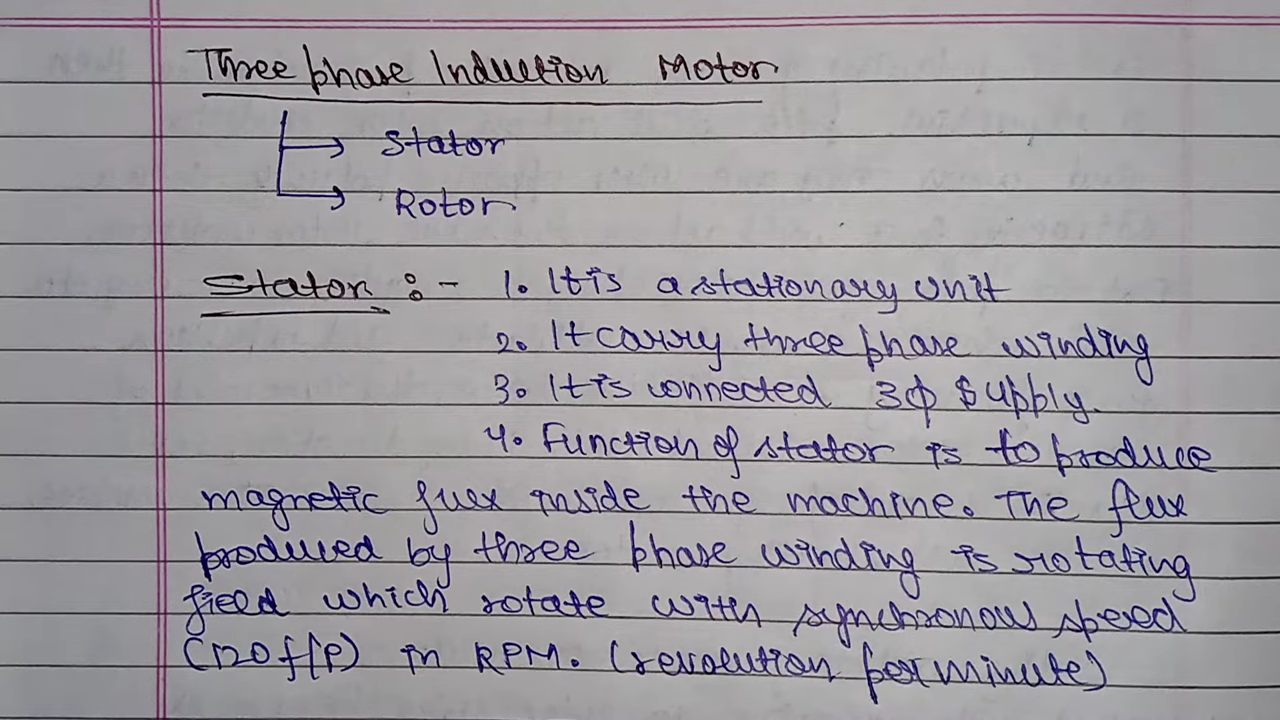 Three phase Induction Motor
→ Stator
→ Rotor
Stator :- 1. It is a stationary unit
2. It carry three phase winding
3. It is connected 3ϕ supply.
4. Function of stator is to produce
magnetic flux inside the machine. The flux
produced by three phase winding is rotating
field which rotate with synchronous speed
(120f/P) in RPM. (revolution per minute)